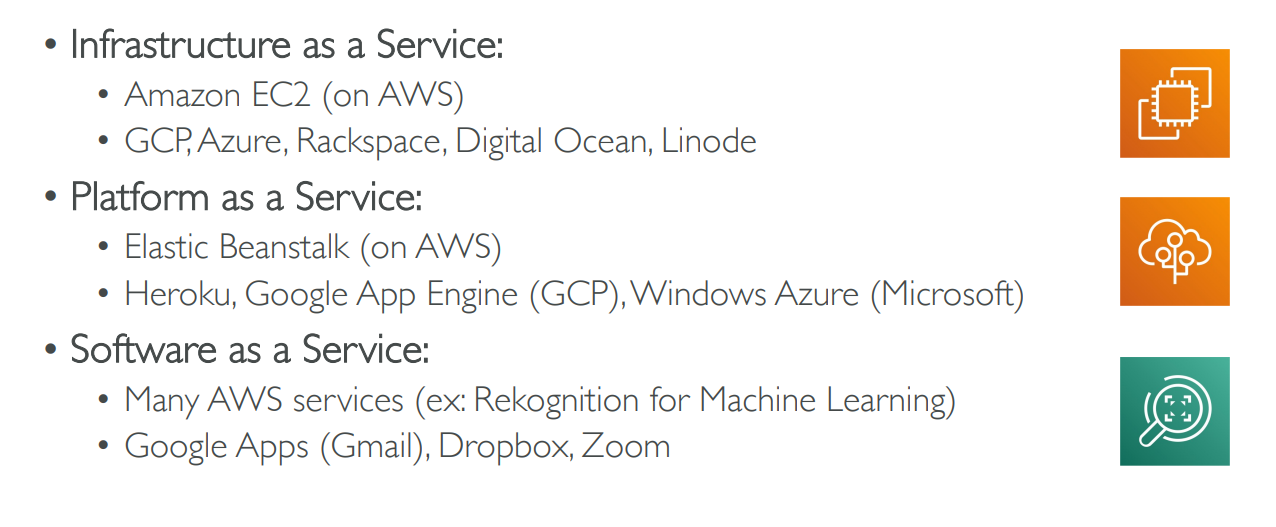 • Infrastructure as a Service:
• Amazon EC2 (on AWS)
• GCP, Azure, Rackspace, Digital Ocean, Linode
• Platform as a Service:
• Elastic Beanstalk (on AWS)
• Heroku, Google App Engine (GCP), Windows Azure (Microsoft)
• Software as a Service:
• Many AWS services (ex: Rekognition for Machine Learning)
• Google Apps (Gmail), Dropbox, Zoom